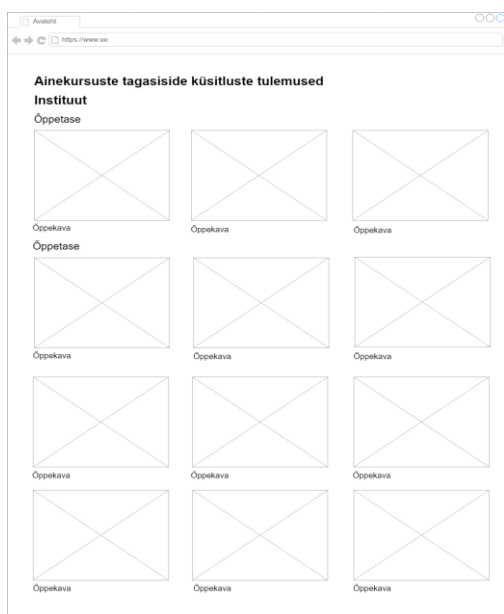 Avaleht
https://www.ee
Ainekursuste tagasiside küsitluste tulemused
Instituut
Õppetase
Õppekava Õppekava Õppekava
Õppetase
Õppekava Õppekava Õppekava
Õppekava Õppekava Õppekava
Õppekava Õppekava Õppekava